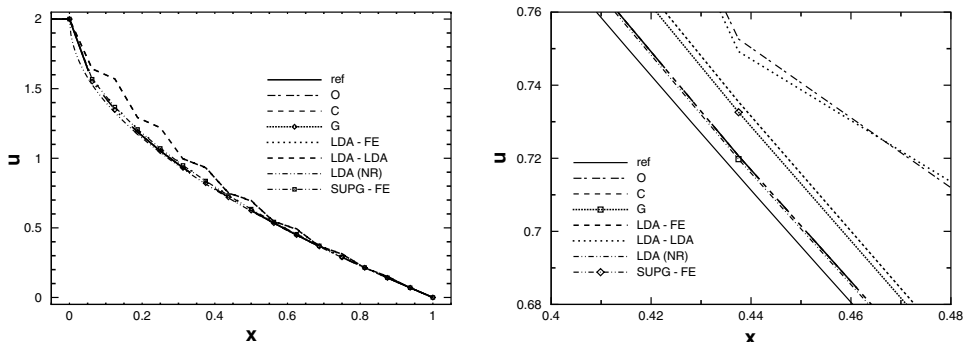 u
2
1.5
1
0.5
0
0
0.2
0.4
0.6
0.8
1
x
ref
O
C
G
LDA - FE
LDA - LDA
LDA (NR)
SUPG - FE
u
0.76
0.74
0.72
0.7
0.68
0.4
0.42
0.44
0.46
0.48
x
ref
O
C
G
LDA - FE
LDA - LDA
LDA (NR)
SUPG - FE